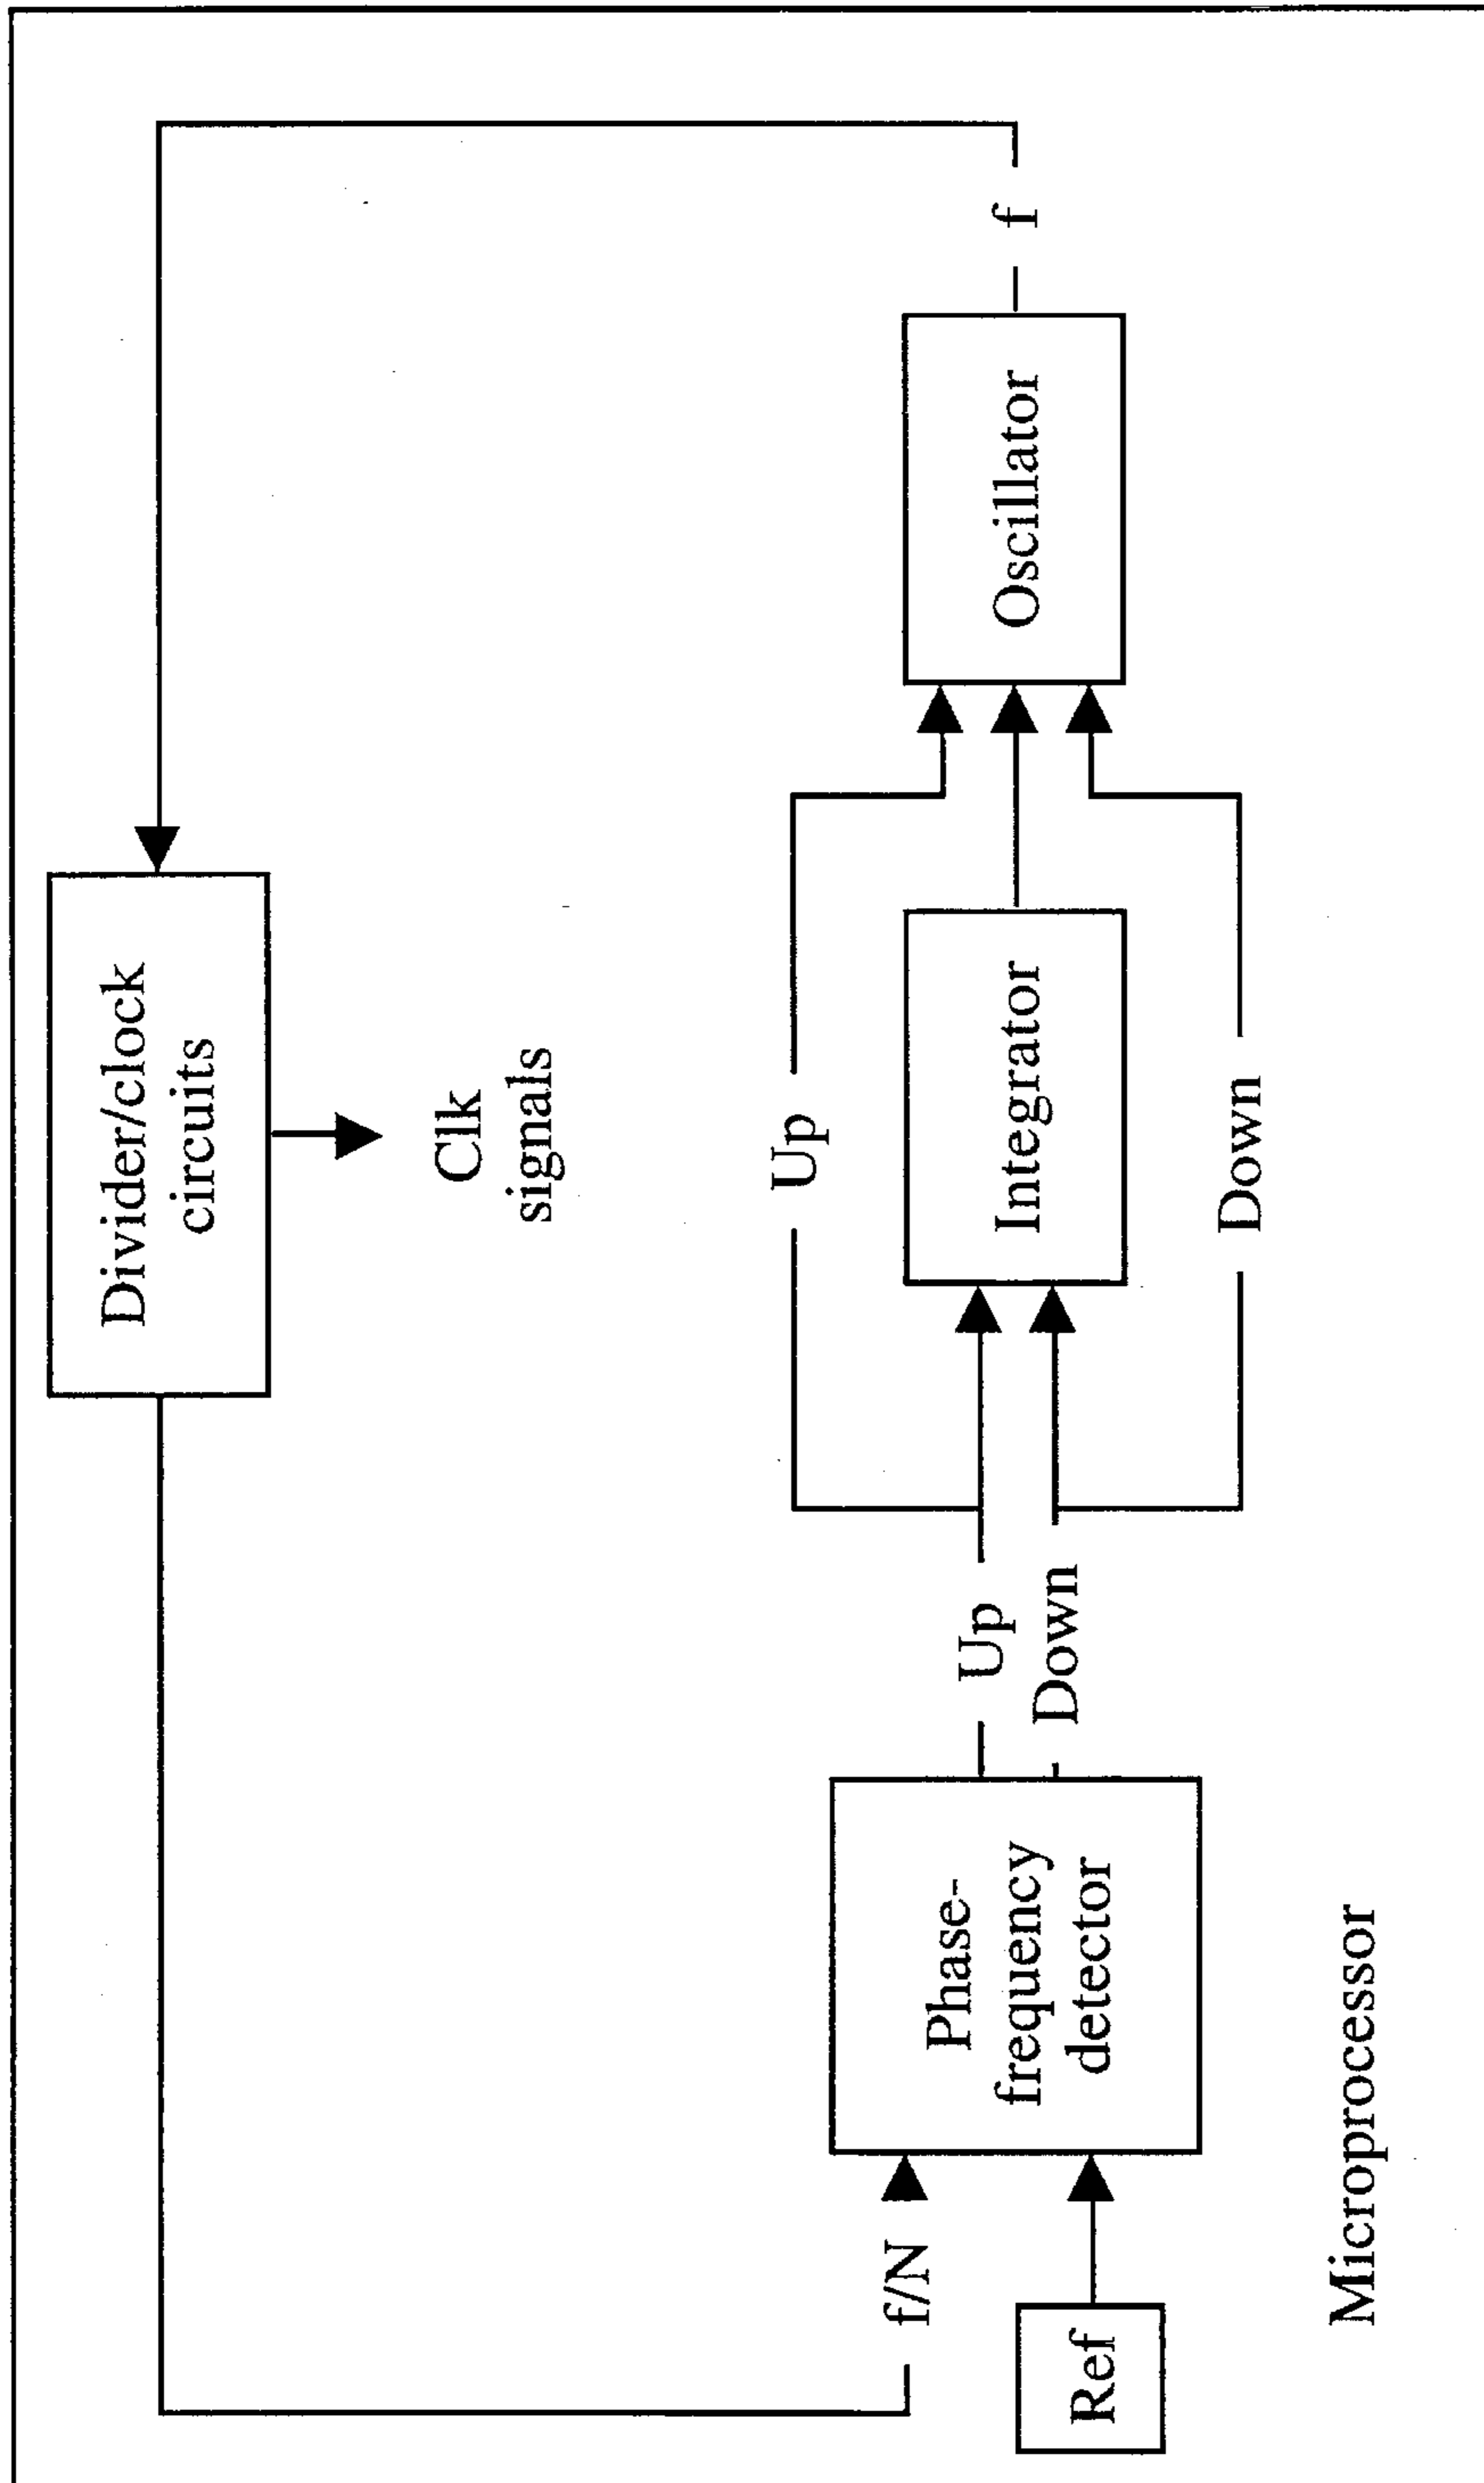 Divider/clock
circuits
Clk
signals
Up
f/N
Ref
Phase-
frequency
detector
Up
Down
Integrator
Oscillator
f
Down
Microprocessor